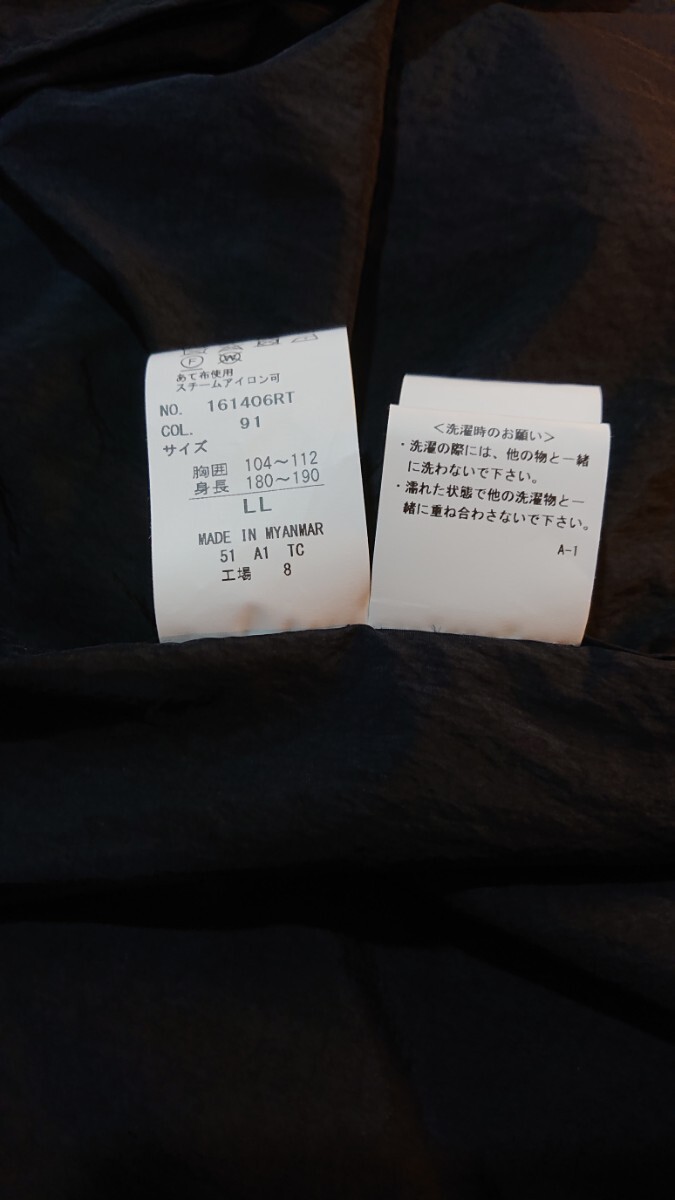 F W
あて布使用
スチームアイロン可
NO. 161406RT
COL. 91
サイズ
胸囲 104～112
身長 180～190
LL
MADE IN MYANMAR
51 A1 TC
工場 8
＜洗濯時のお願い＞
・洗濯の際には、他の物と一緒
に洗わないで下さい。
・濡れた状態で他の洗濯物と一
緒に重ね合わさないで下さい。
A-1